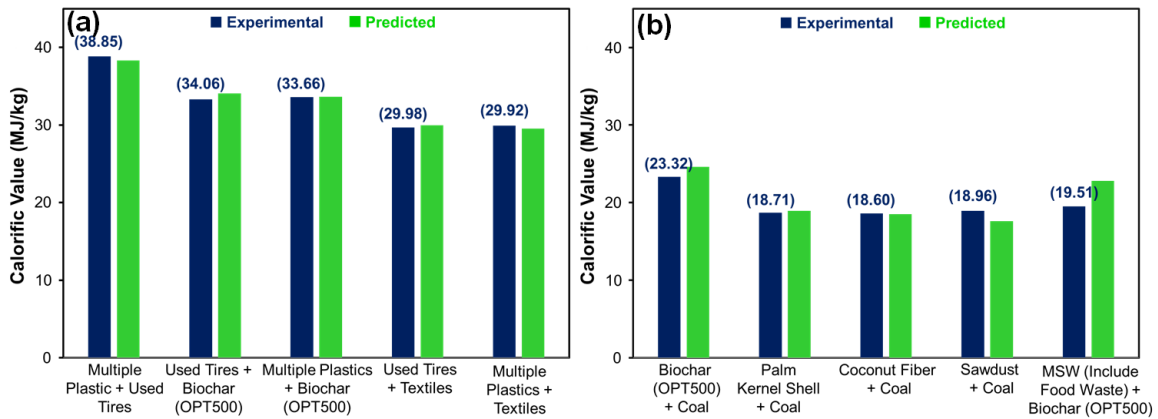 (a)
Experimental
Predicted
Calorific Value (MJ/kg)
40
30
20
10
0
(38.85)
(34.06)
(33.66)
(29.98)
(29.92)
Multiple
Plastic + Used
Tires
Used Tires +
Biochar
(OPT500)
Multiple Plastics
+ Biochar
(OPT500)
Used Tires
+ Textiles
Multiple
Plastics +
Textiles
(b)
Experimental
Predicted
Calorific Value (MJ/kg)
40
30
20
10
0
(23.32)
(18.71)
(18.60)
(18.96)
(19.51)
Biochar
(OPT500)
+ Coal
Palm
Kernel Shell
+ Coal
Coconut Fiber
+ Coal
Sawdust
+ Coal
MSW (Include
Food Waste) +
Biochar (OPT500)